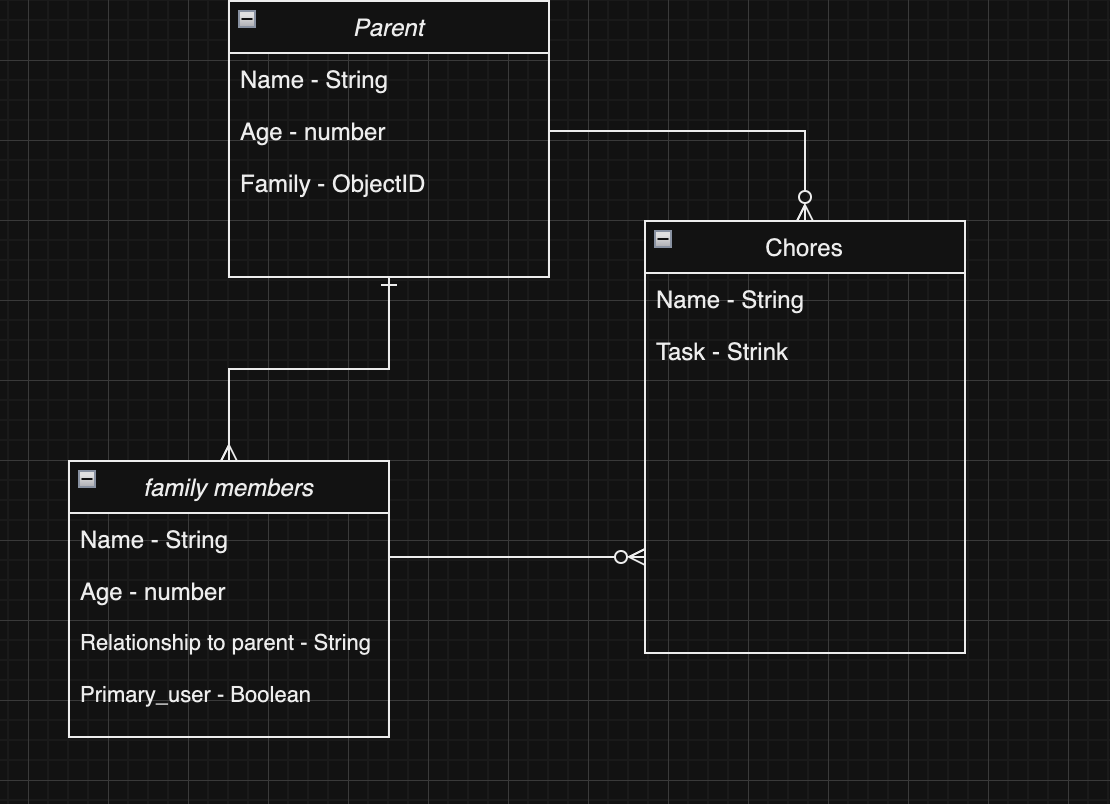 Parent
Name - String
Age - number
Family - ObjectID
Chores
Name - String
Task - Strink
family members
Name - String
Age - number
Relationship to parent - String
Primary_user - Boolean